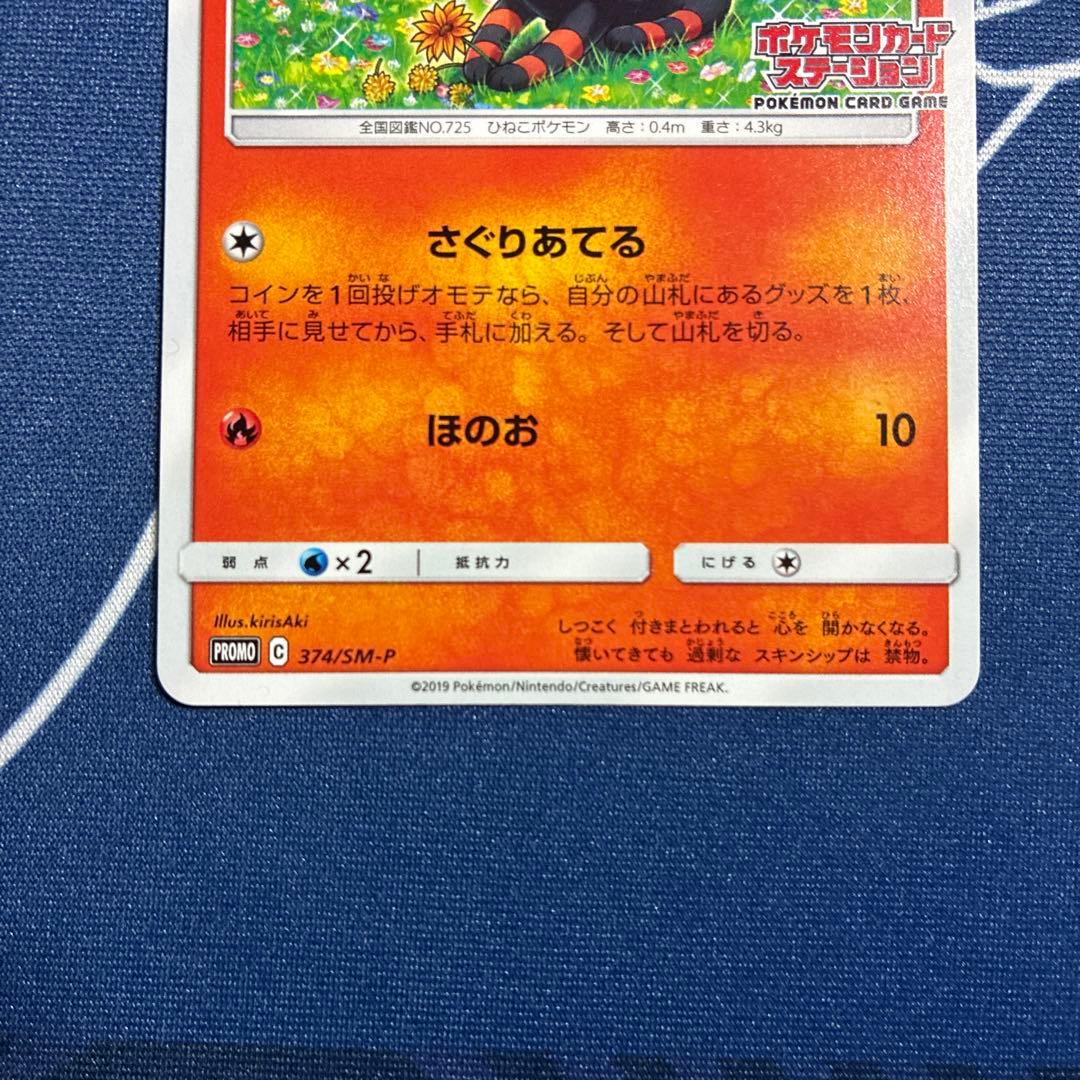 ポケモンカード
ステーション
POKÉMON CARD GAME
全国図鑑NO.725 ひねこポケモン 高さ:0.4m 重さ:4.3kg
さぐりあてる
コインを1回投げオモテなら、自分の山札にあるグッズを1枚、
相手に見せてから、手札に加える。そして山札を切る。
ほのお 10
弱点 ×2 抵抗力 にげる
Illus.kirisAki
しつこく 付きまとわれると 心を 開かなくなる。
PROMO C 374/SM-P
懐いてきても 過剰な スキンシップは 禁物。
©2019 Pokémon/Nintendo/Creatures/GAME FREAK.